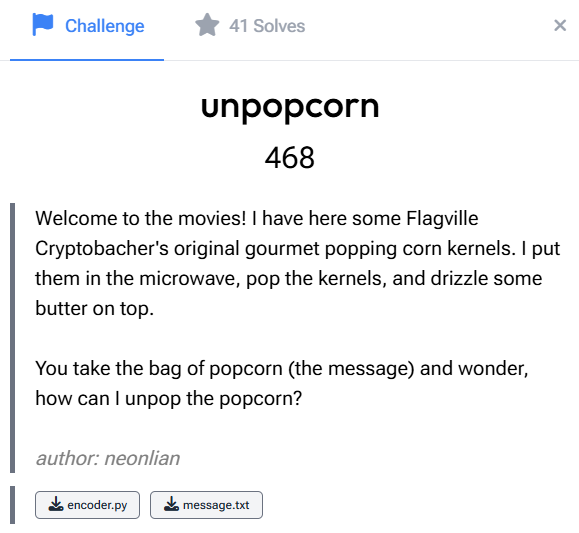 Challenge
41 Solves
×
unpopcorn
468
Welcome to the movies! I have here some Flagville
Cryptobacher's original gourmet popping corn kernels. I put
them in the microwave, pop the kernels, and drizzle some
butter on top.
You take the bag of popcorn (the message) and wonder,
how can I unpop the popcorn?
author: neonlian
encoder.py
message.txt